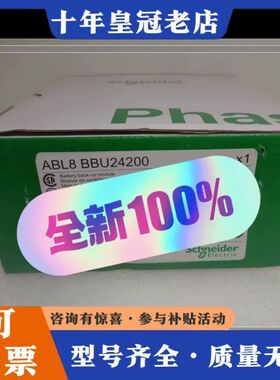 十年皇冠老店
Phas
ABL8 BBU24200
x1
Battery back-up module
全新100%
Schneider
Electric
咨询有惊喜·参与补贴活动
票
型号齐全·质量无